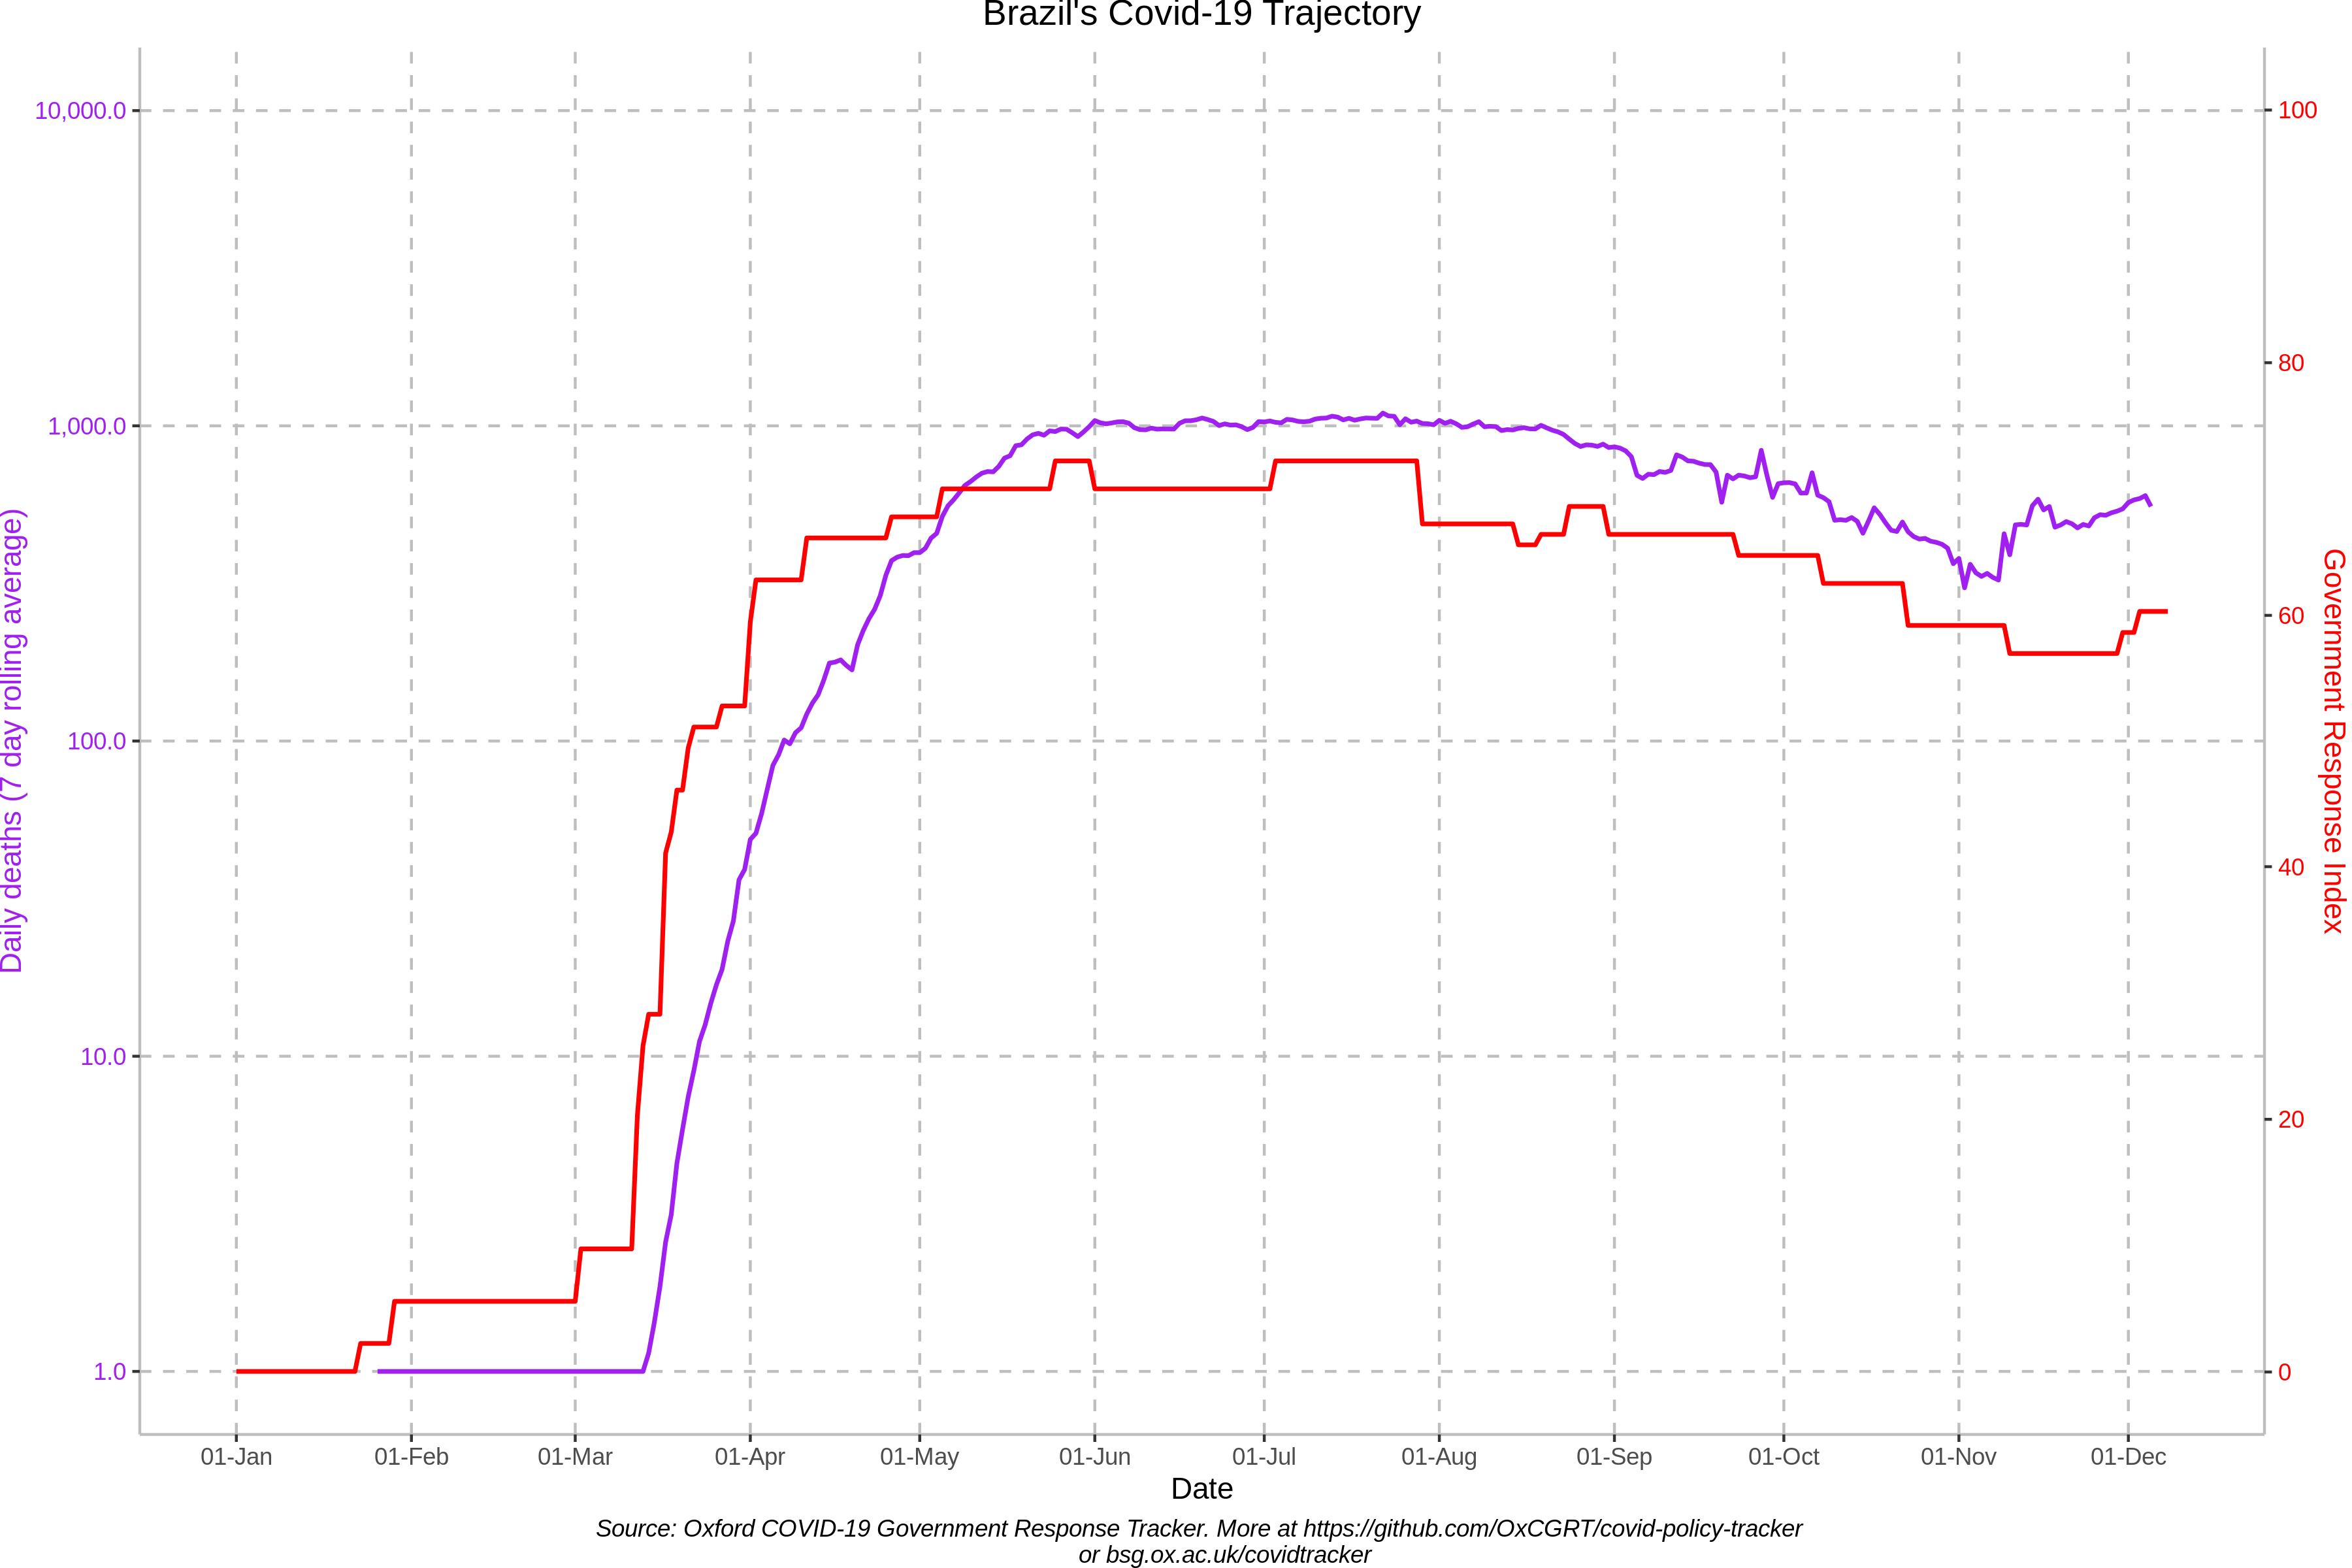 Brazil's Covid-19 Trajectory
10,000.0
1,000.0
100.0
10.0
1.0
Daily deaths (7 day rolling average)
100
80
60
40
20
0
Government Response Index
01-Jan 01-Feb 01-Mar 01-Apr 01-May 01-Jun 01-Jul 01-Aug 01-Sep 01-Oct 01-Nov 01-Dec
Date
Source: Oxford COVID-19 Government Response Tracker. More at https://github.com/OxCGRT/covid-policy-tracker
or bsg.ox.ac.uk/covidtracker